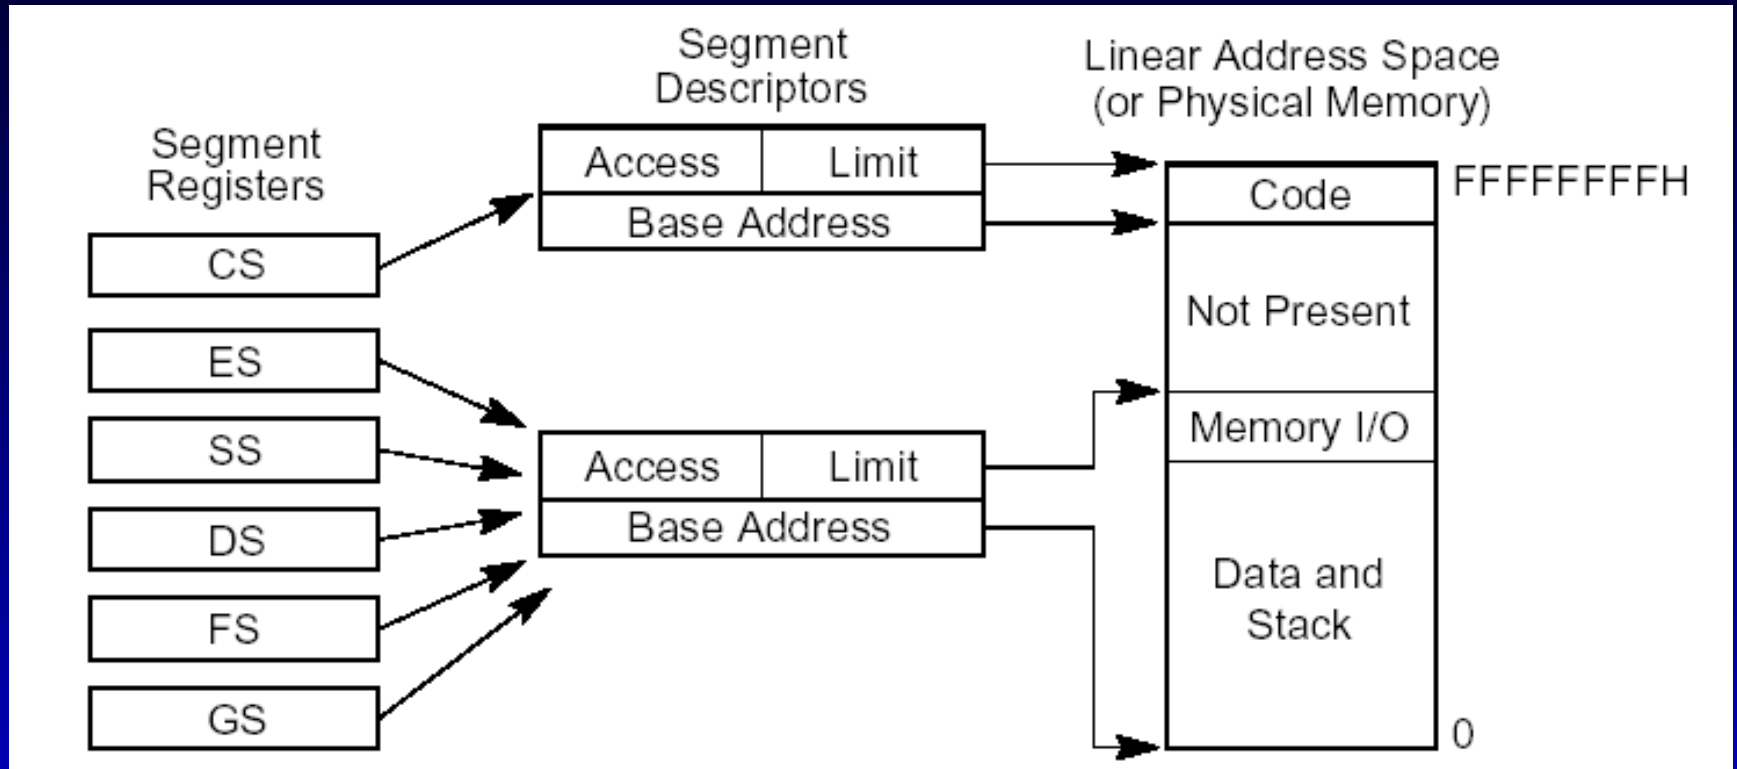 Segment
Descriptors
Linear Address Space
(or Physical Memory)
Segment
Registers
Access
Limit
Base Address
CS
ES
SS
DS
FS
GS
Access
Limit
Base Address
Code
FFFFFFFFH
Not Present
Memory I/O
Data and
Stack
0